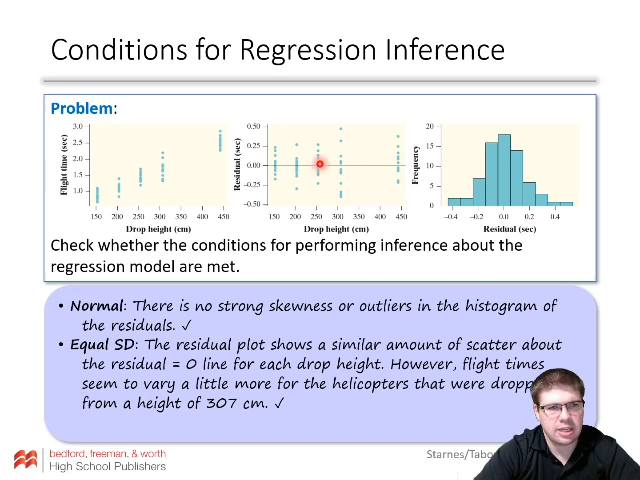 Conditions for Regression Inference
Problem:
Flight time (sec)
3.0
2.5
2.0
1.5
1.0
150 200 250 300 350 400 450
Drop height (cm)
Residual (sec)
0.50
0.25
0.00
−0.25
−0.50
150 200 250 300 350 400 450
Drop height (cm)
Frequency
20
15
10
5
0
−0.4 −0.2 0.0 0.2 0.4
Residual (sec)
Check whether the conditions for performing inference about the
regression model are met.
• Normal: There is no strong skewness or outliers in the histogram of
the residuals. ✓
• Equal SD: The residual plot shows a similar amount of scatter about
the residual = 0 line for each drop height. However, flight times
seem to vary a little more for the helicopters that were
from a height of 307 cm. ✓
bedford, freeman, & worth
High School Publishers